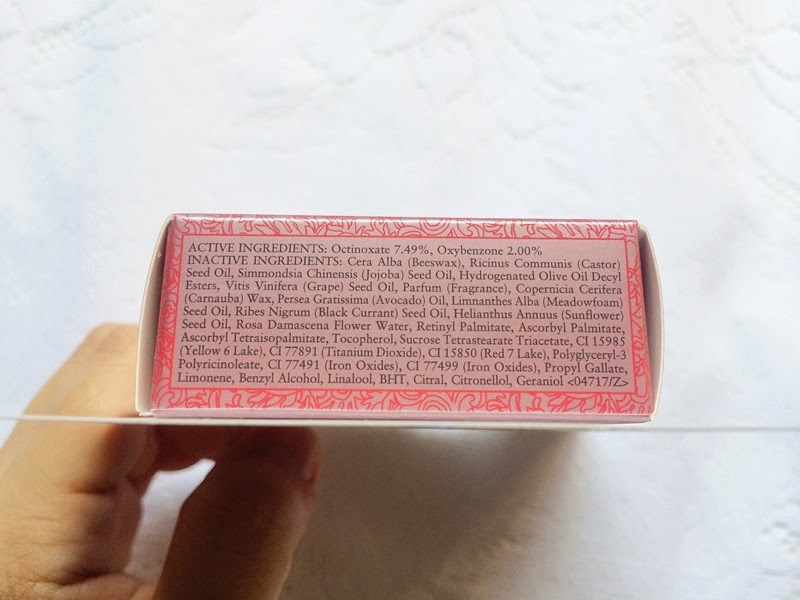 ACTIVE INGREDIENTS: Octinoxate 7.49%, Oxybenzone 2.00%
INACTIVE INGREDIENTS: Cera Alba (Beeswax), Ricinus Communis (Castor)
Seed Oil, Simmondsia Chinensis (Jojoba) Seed Oil, Hydrogenated Olive Oil Decyl
Esters, Vitis Vinifera (Grape) Seed Oil, Parfum (Fragrance), Copernicia Cerifera
(Carnauba) Wax, Persea Gratissima (Avocado) Oil, Limnanthes Alba (Meadowfoam)
Seed Oil, Ribes Nigrum (Black Currant) Seed Oil, Helianthus Annuus (Sunflower)
Seed Oil, Rosa Damascena Flower Water, Retinyl Palmitate, Ascorbyl Palmitate,
Ascorbyl Tetraisopalmitate, Tocopherol, Sucrose Tetrastearate Triacetate, CI 15985
(Yellow 6 Lake), CI 77891 (Titanium Dioxide), CI 15850 (Red 7 Lake), Polyglyceryl-3
Polyricinoleate, CI 77491 (Iron Oxides), CI 77499 (Iron Oxides), Propyl Gallate,
Limonene, Benzyl Alcohol, Linalool, BHT, Citral, Citronellol, Geraniol <04717/Z>